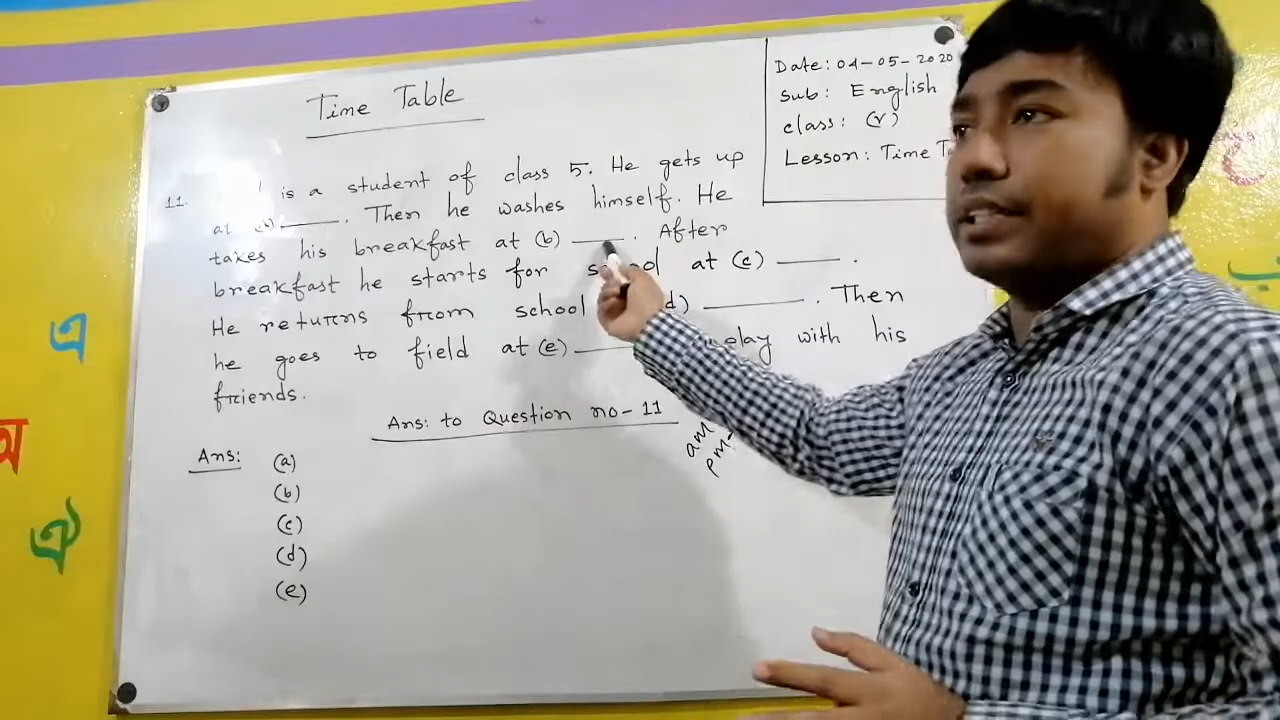 Time Table
Date: 04-05-2020
Sub: English
class: (V)
Lesson: Time
11. is a student of class 5. He gets up
at ____. Then he washes himself. He
takes his breakfast at (b) ____. After
breakfast he starts for at (c) ____.
He returns from school d) ____. Then
he goes to field at (e) ____ play with his
friends.
Ans: to Question no-11
am
pm
Ans: (a)
(b)
(c)
(d)
(e)
এ
অ
ঐ